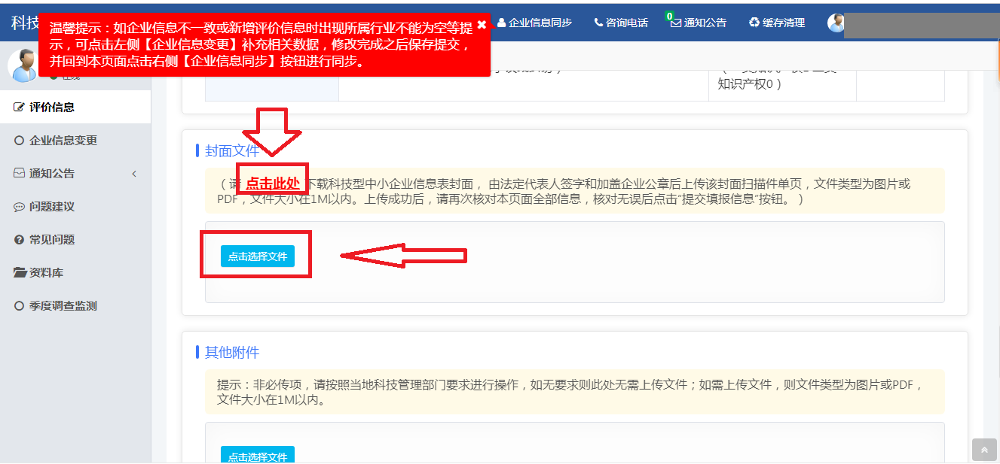 科技
温馨提示：如企业信息不一致或新增评价信息时出现所属行业不能为空等提
示，可点击左侧【企业信息变更】补充相关数据，修改完成之后保存提交，
并回到本页面点击右侧【企业信息同步】按钮进行同步。
企业信息同步
咨询电话
0
通知公告
缓存清理
在线
评价信息
企业信息变更
通知公告
问题建议
常见问题
资料库
季度调查监测
知识产权0）
封面文件
（请 点击此处 下载科技型中小企业信息表封面， 由法定代表人签字和加盖企业公章后上传该封面扫描件单页，文件类型为图片或
PDF，文件大小在1M以内。上传成功后，请再次核对本页面全部信息，核对无误后点击“提交填报信息”按钮。）
点击选择文件
其他附件
提示：非必传项，请按照当地科技管理部门要求进行操作，如无要求则此处无需上传文件；如需上传文件，则文件类型为图片或PDF，
文件大小在1M以内。
点击选择文件